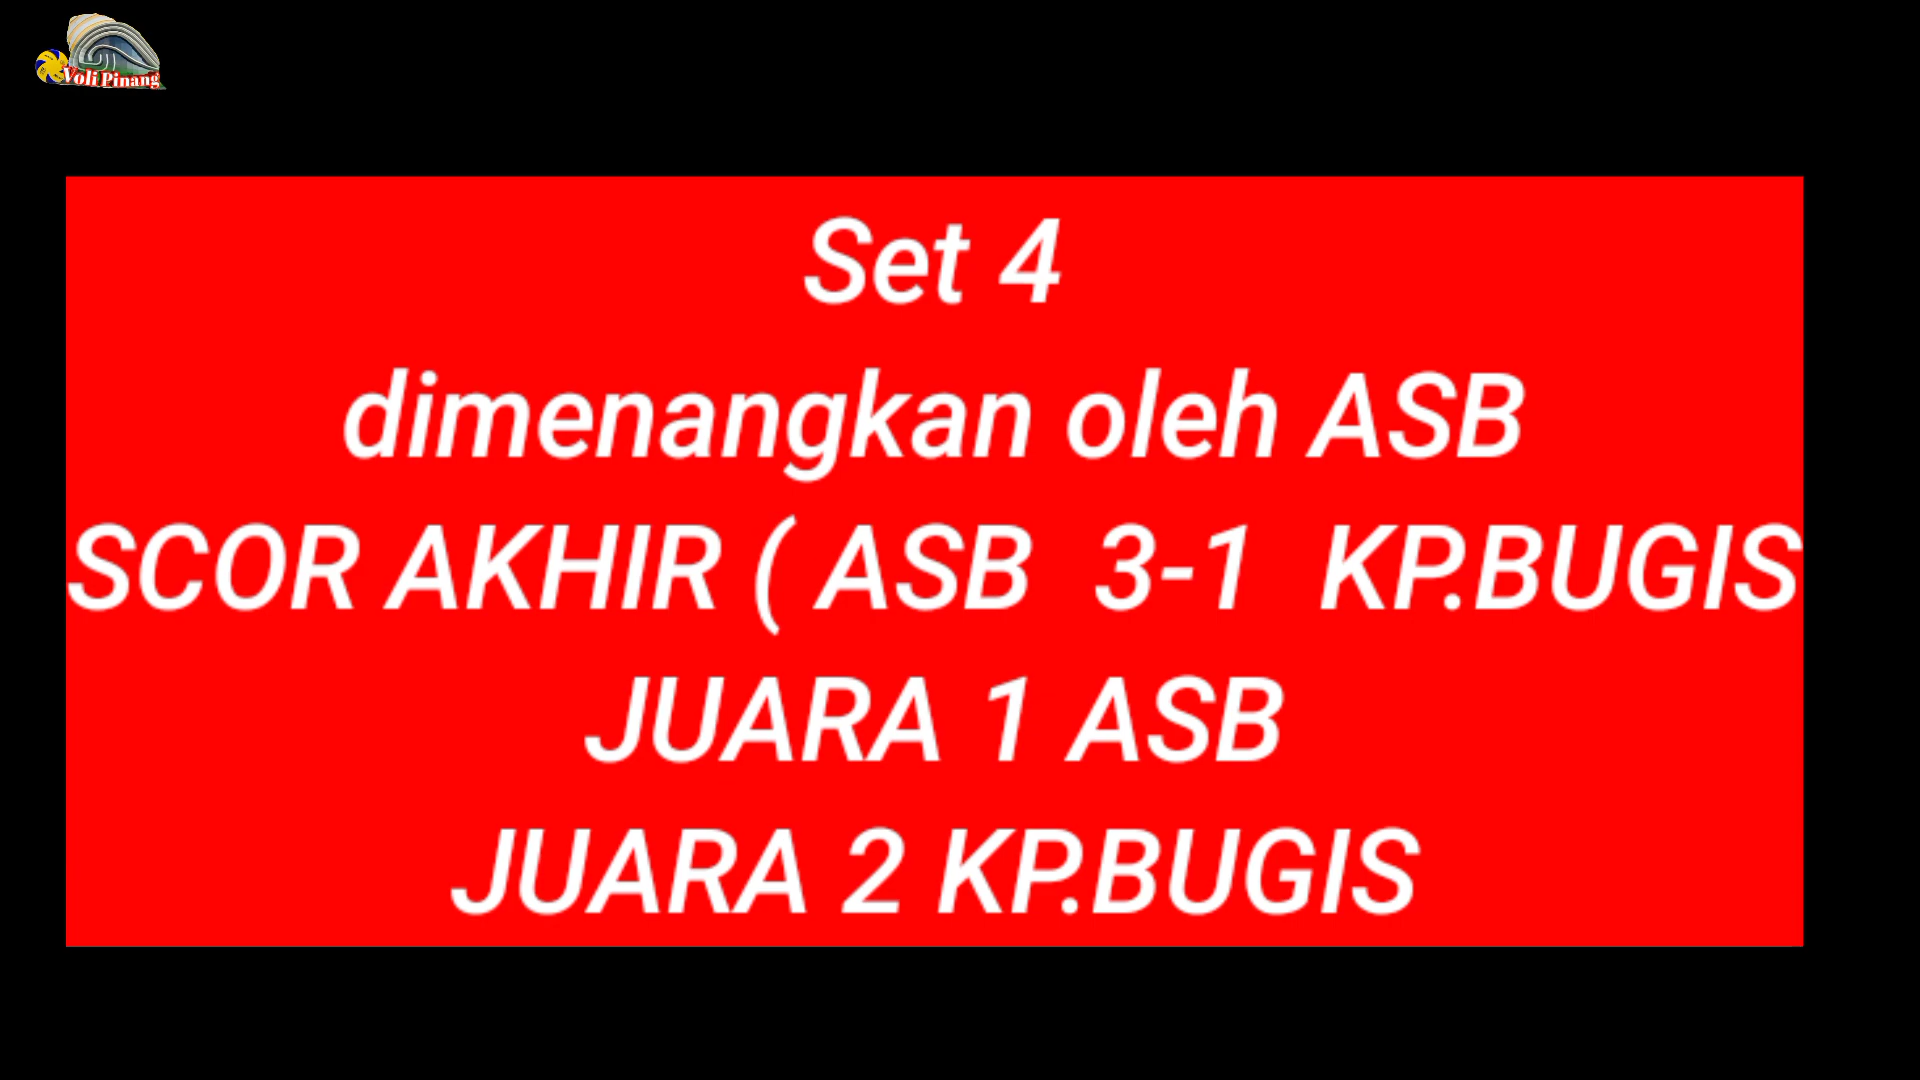 Voli Pinang
Set 4
dimenangkan oleh ASB
SCOR AKHIR ( ASB 3-1 KP.BUGIS
JUARA 1 ASB
JUARA 2 KP.BUGIS